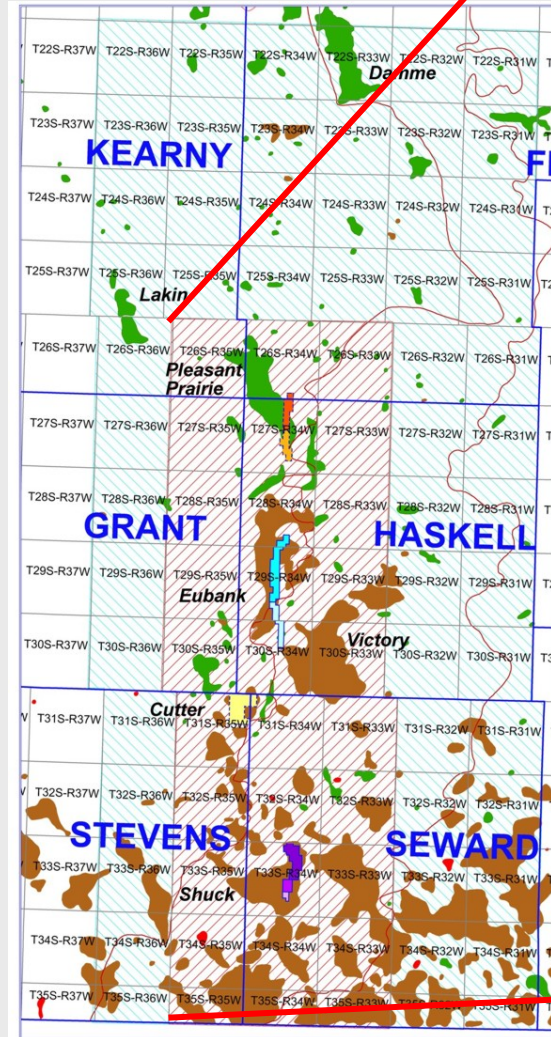 T22S-R37W T22S-R36W T22S-R35W T22S-R34W T22S-R33W T22S-R32W T22S-R31W
Damme
T23S-R37W T23S-R36W T23S-R35W T23S-R34W T23S-R33W T23S-R32W T23S-R31W
KEARNY
T24S-R37W T24S-R36W T24S-R35W T24S-R34W T24S-R33W T24S-R32W T24S-R31W
T25S-R37W T25S-R36W T25S-R35W T25S-R34W T25S-R33W T25S-R32W T25S-R31W
Lakin
T26S-R37W T26S-R36W T26S-R35W T26S-R34W T26S-R33W T26S-R32W T26S-R31W
Pleasant
Prairie
T27S-R37W T27S-R36W T27S-R35W T27S-R34W T27S-R33W T27S-R32W T27S-R31W
T28S-R37W T28S-R36W T28S-R35W T28S-R34W T28S-R33W T28S-R32W T28S-R31W
GRANT HASKELL
T29S-R37W T29S-R36W T29S-R35W T29S-R34W T29S-R33W T29S-R32W T29S-R31W
Eubank
T30S-R37W T30S-R36W T30S-R35W T30S-R34W T30S-R33W T30S-R32W T30S-R31W
Victory
Cutter
T31S-R37W T31S-R36W T31S-R35W T31S-R34W T31S-R33W T31S-R32W T31S-R31W
T32S-R37W T32S-R36W T32S-R35W T32S-R34W T32S-R33W T32S-R32W T32S-R31W
STEVENS SEWARD
T33S-R37W T33S-R36W T33S-R35W T33S-R34W T33S-R33W T33S-R32W T33S-R31W
Shuck
T34S-R37W T34S-R36W T34S-R35W T34S-R34W T34S-R33W T34S-R32W T34S-R31W
T35S-R37W T35S-R36W T35S-R35W T35S-R34W T35S-R33W T35S-R32W T35S-R31W